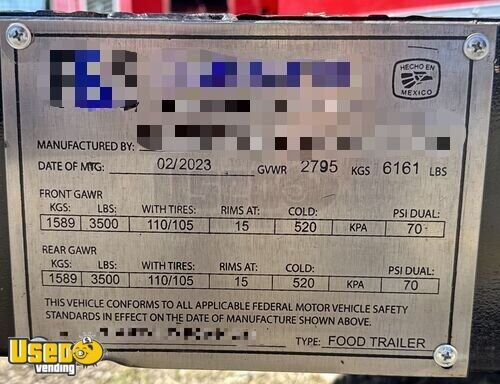 HECHO EN
MEXICO
MANUFACTURED BY:
DATE OF MTG: 02/2023 GVWR 2795 KGS 6161 LBS
FRONT GAWR
KGS: LBS: WITH TIRES: RIMS AT: COLD: PSI DUAL:
1589 3500 110/105 15 520 KPA 70
REAR GAWR
KGS: LBS: WITH TIRES: RIMS AT: COLD: PSI DUAL:
1589 3500 110/105 15 520 KPA 70
THIS VEHICLE CONFORMS TO ALL APPLICABLE FEDERAL MOTOR VEHICLE SAFETY
STANDARDS IN EFFECT ON THE DATE OF MANUFACTURE SHOWN ABOVE.
TYPE: FOOD TRAILER
Used
vending